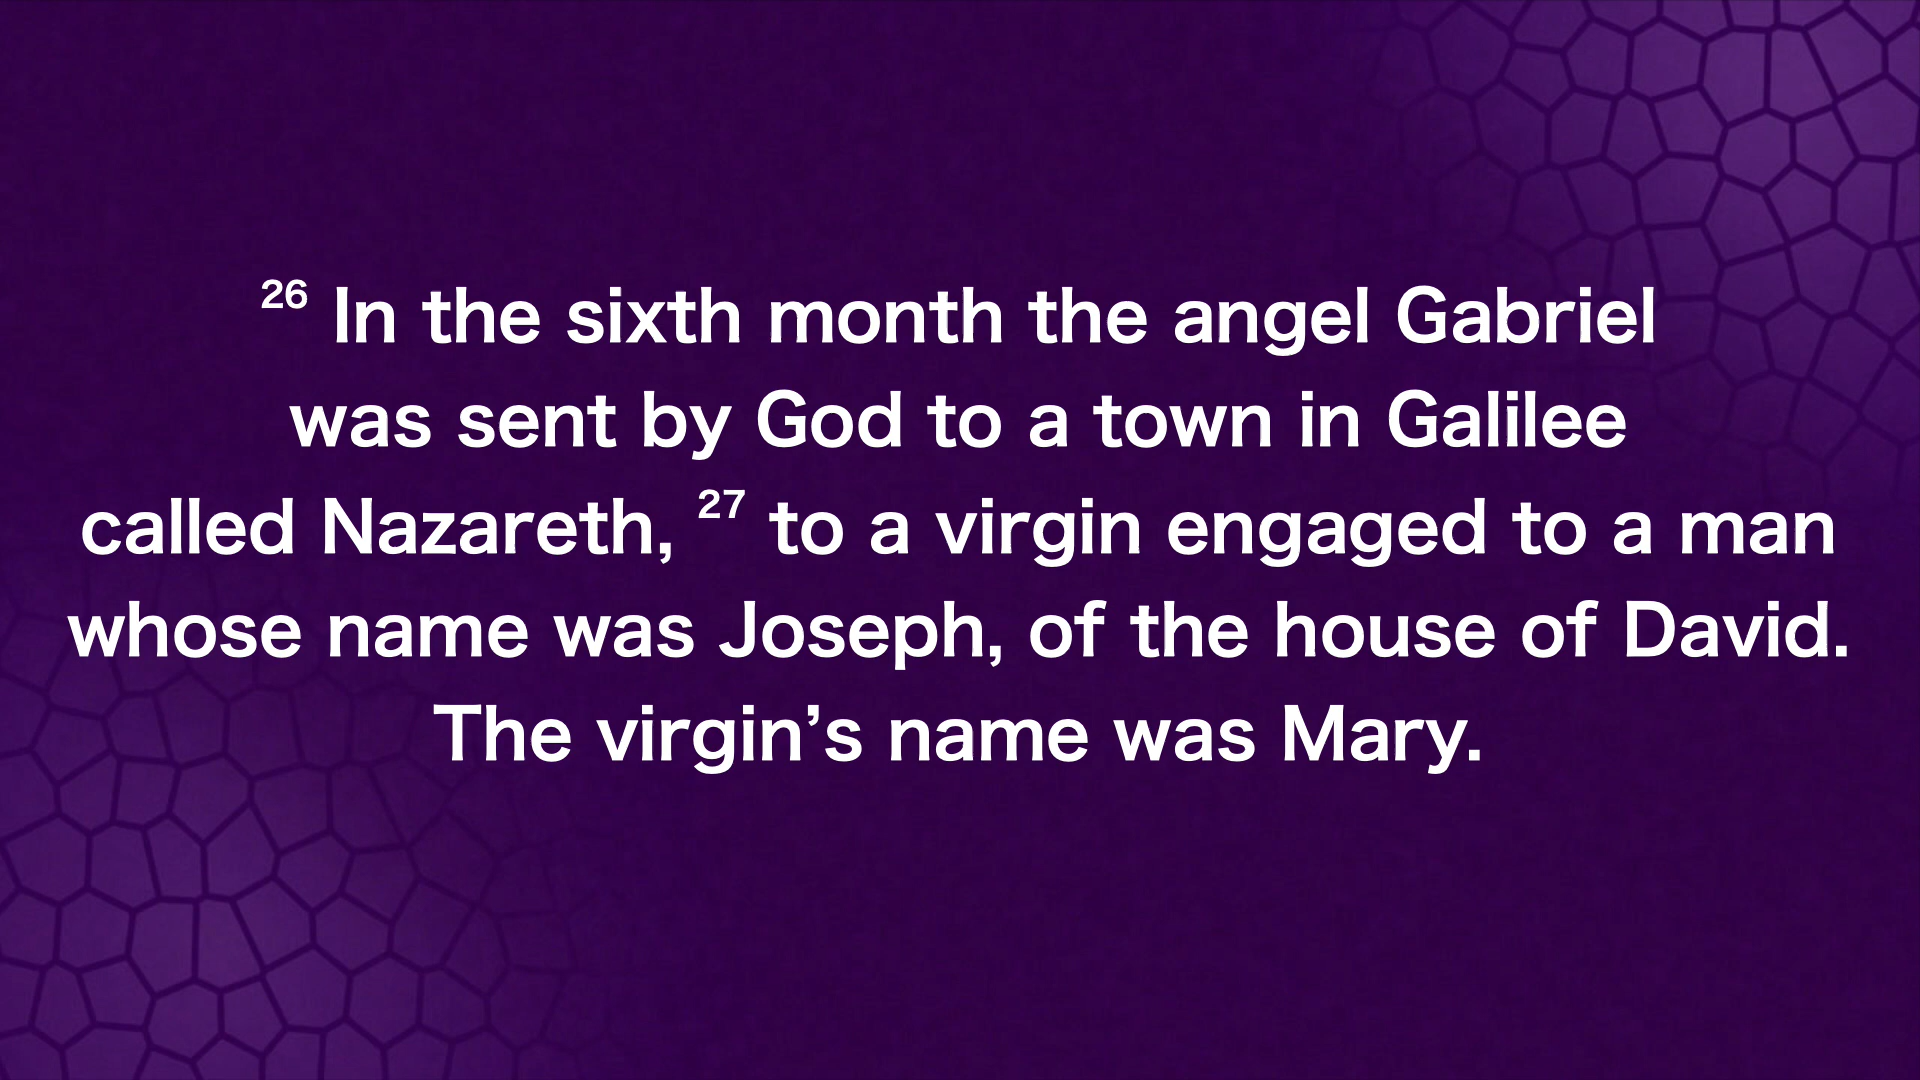 26 In the sixth month the angel Gabriel
was sent by God to a town in Galilee
called Nazareth, 27 to a virgin engaged to a man
whose name was Joseph, of the house of David.
The virgin’s name was Mary.